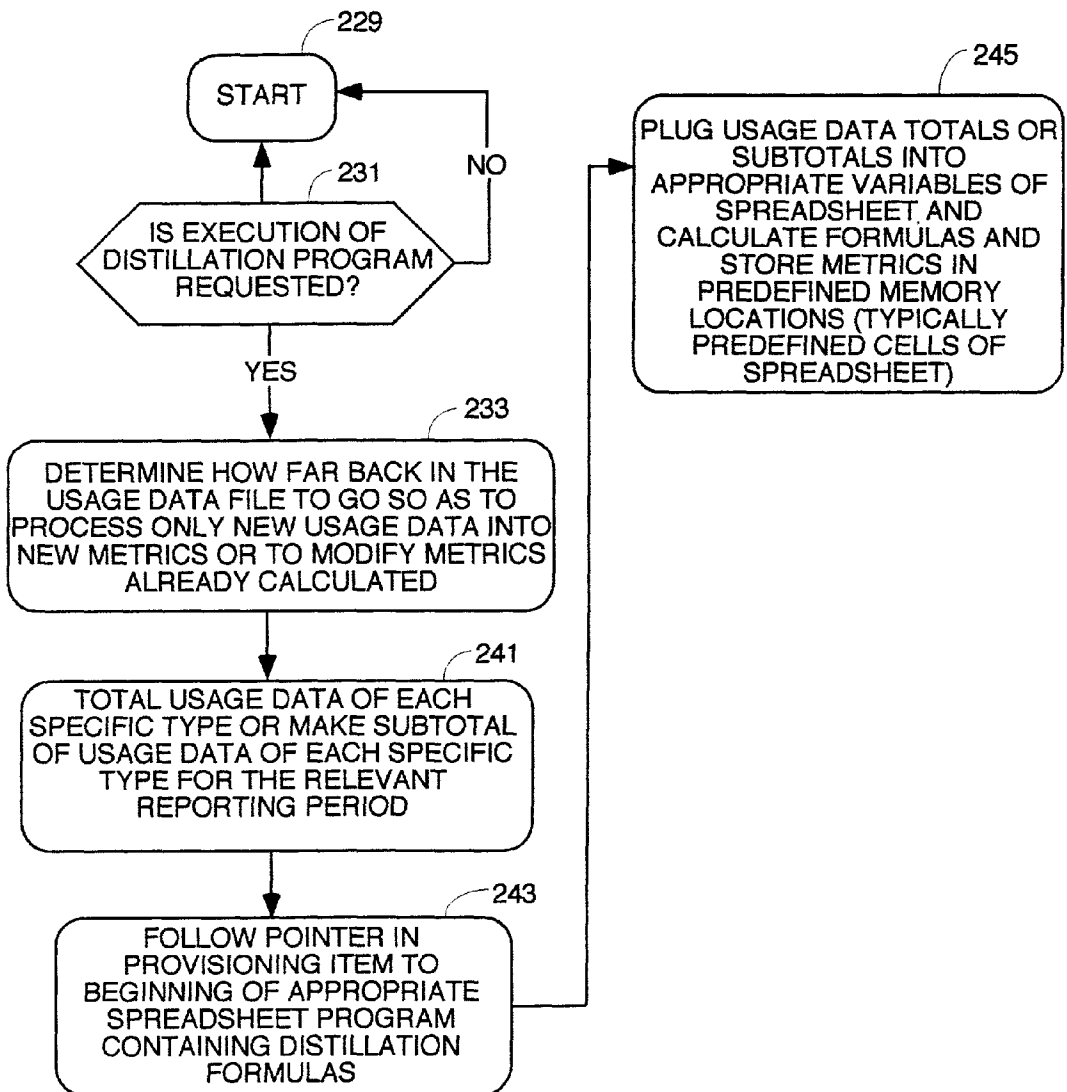 229
START
NO
231
IS EXECUTION OF
DISTILLATION PROGRAM
REQUESTED?
YES
233
DETERMINE HOW FAR BACK IN THE
USAGE DATA FILE TO GO SO AS TO
PROCESS ONLY NEW USAGE DATA INTO
NEW METRICS OR TO MODIFY METRICS
ALREADY CALCULATED
241
TOTAL USAGE DATA OF EACH
SPECIFIC TYPE OR MAKE SUBTOTAL
OF USAGE DATA OF EACH SPECIFIC
TYPE FOR THE RELEVANT
REPORTING PERIOD
243
FOLLOW POINTER IN
PROVISIONING ITEM TO
BEGINNING OF APPROPRIATE
SPREADSHEET PROGRAM
CONTAINING DISTILLATION
FORMULAS
245
PLUG USAGE DATA TOTALS OR
SUBTOTALS INTO
APPROPRIATE VARIABLES OF
SPREADSHEET AND
CALCULATE FORMULAS AND
STORE METRICS IN
PREDEFINED MEMORY
LOCATIONS (TYPICALLY
PREDEFINED CELLS OF
SPREADSHEET)